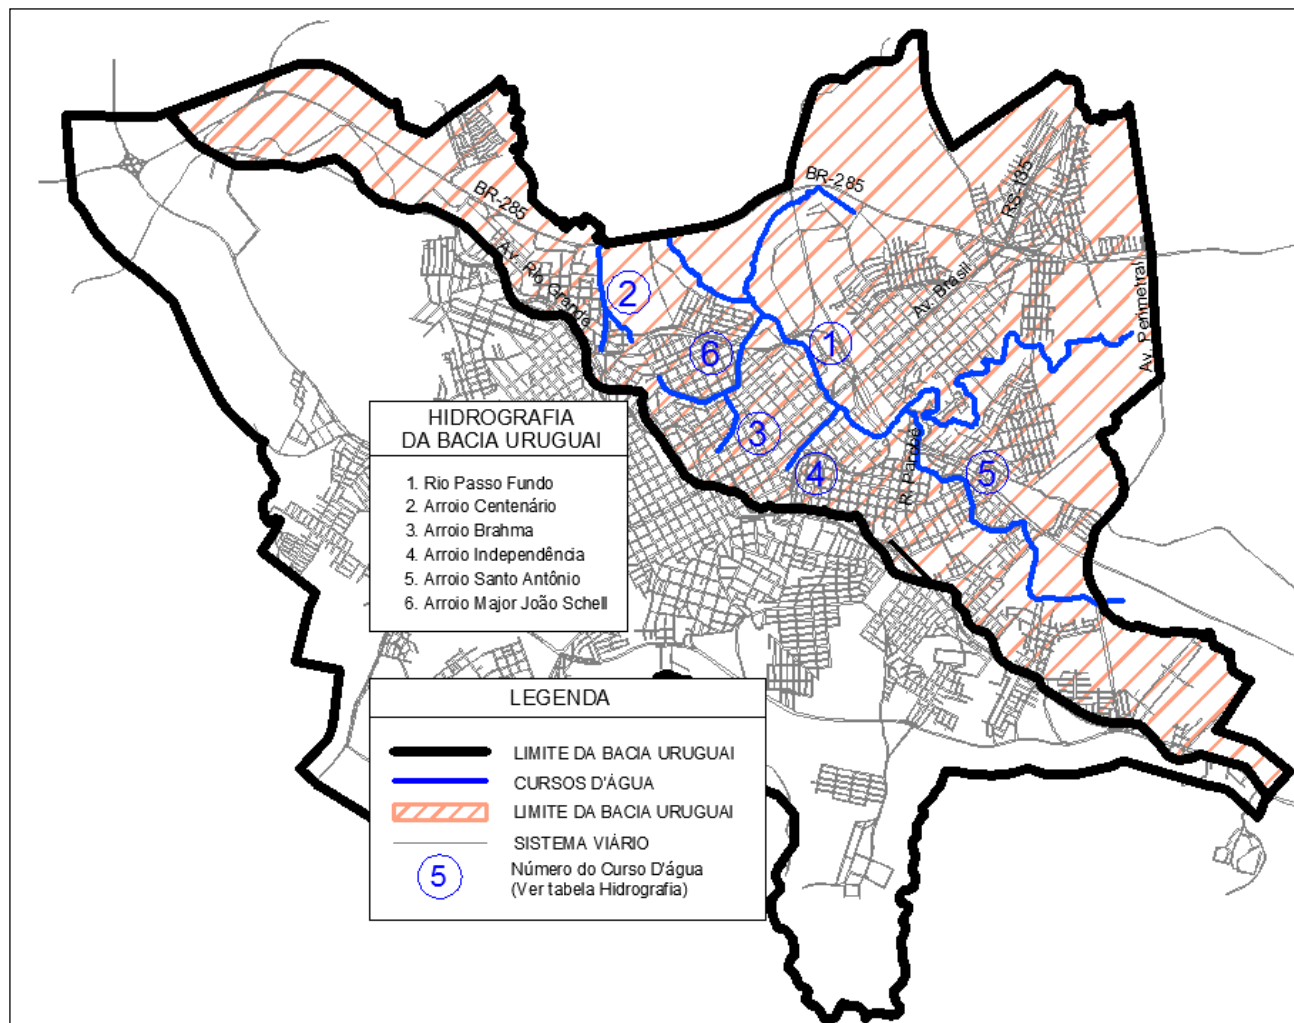 BR-285
BR-285
RS-135
Av. Rio Grande
Av. Brasil
Av. Perimetral
R. Pardo
2
1
6
3
4
5
HIDROGRAFIA
DA BACIA URUGUAI
1. Rio Passo Fundo
2. Arroio Centenário
3. Arroio Brahma
4. Arroio Independência
5. Arroio Santo Antônio
6. Arroio Major João Schell
LEGENDA
LIMITE DA BACIA URUGUAI
CURSOS D'ÁGUA
LIMITE DA BACIA URUGUAI
SISTEMA VIÁRIO
5
Número do Curso D'água
(Ver tabela Hidrografia)